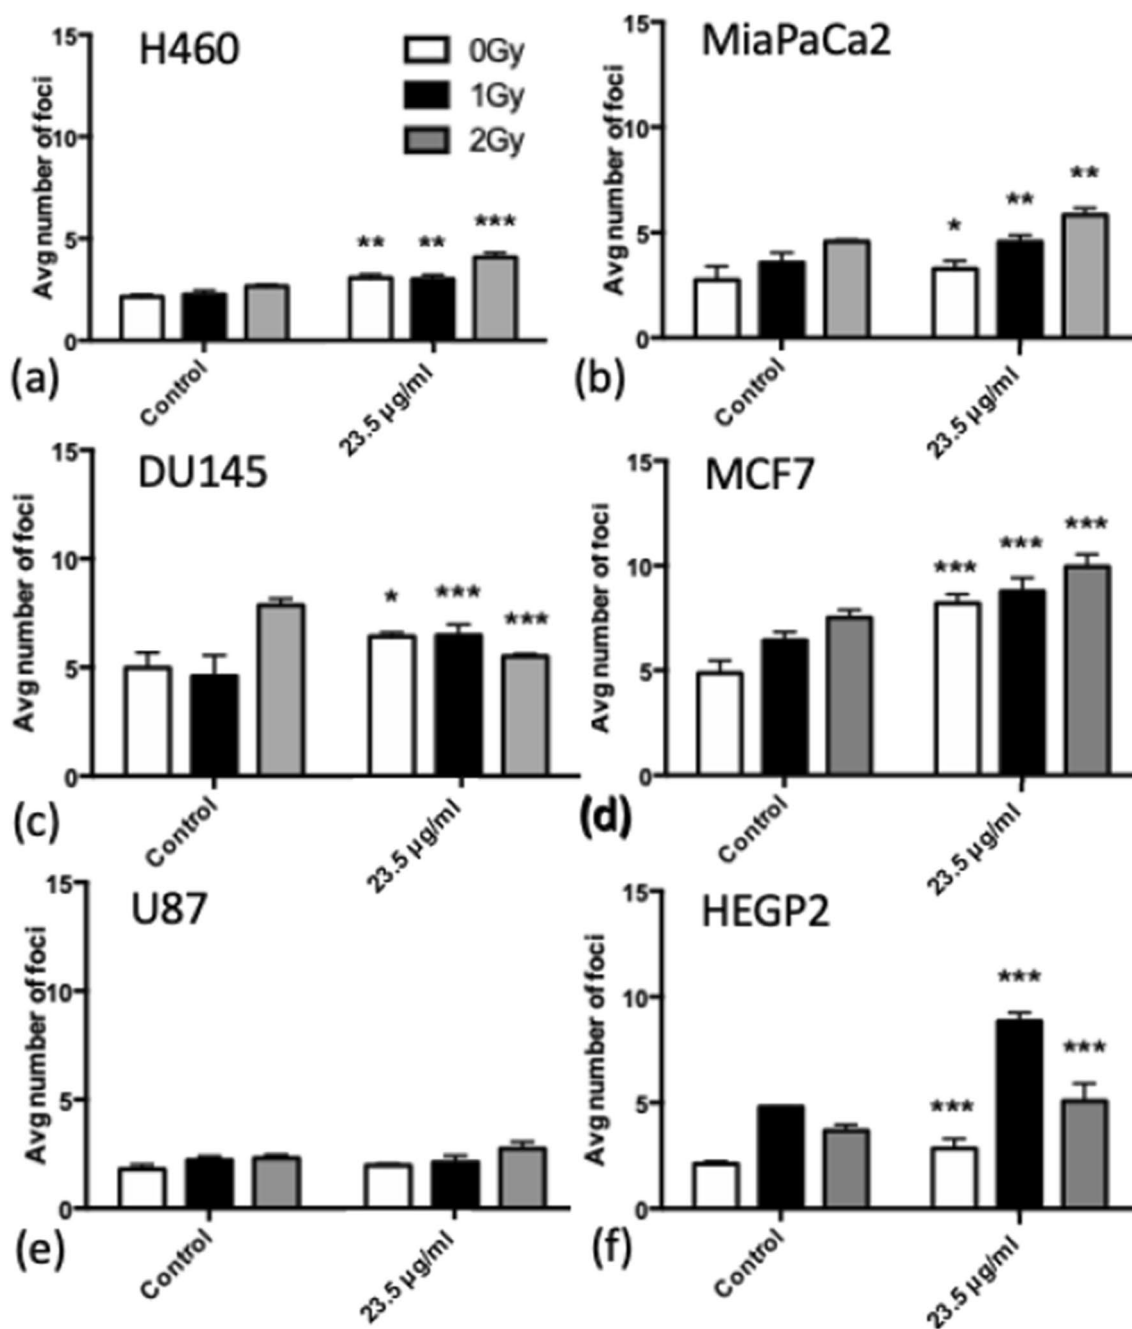 H460
0Gy
1Gy
2Gy
Avg number of foci
15
10
5
0
** ** ***
(a)
Control
23.5 µg/ml
MiaPaCa2
Avg number of foci
15
10
5
0
* ** **
(b)
Control
23.5 µg/ml
DU145
Avg number of foci
15
10
5
0
* *** ***
(c)
Control
23.5 µg/ml
MCF7
Avg number of foci
15
10
5
0
*** *** ***
(d)
Control
23.5 µg/ml
U87
Avg number of foci
15
10
5
0
(e)
Control
23.5 µg/ml
HEGP2
Avg number of foci
15
10
5
0
*** *** ***
(f)
Control
23.5 µg/ml